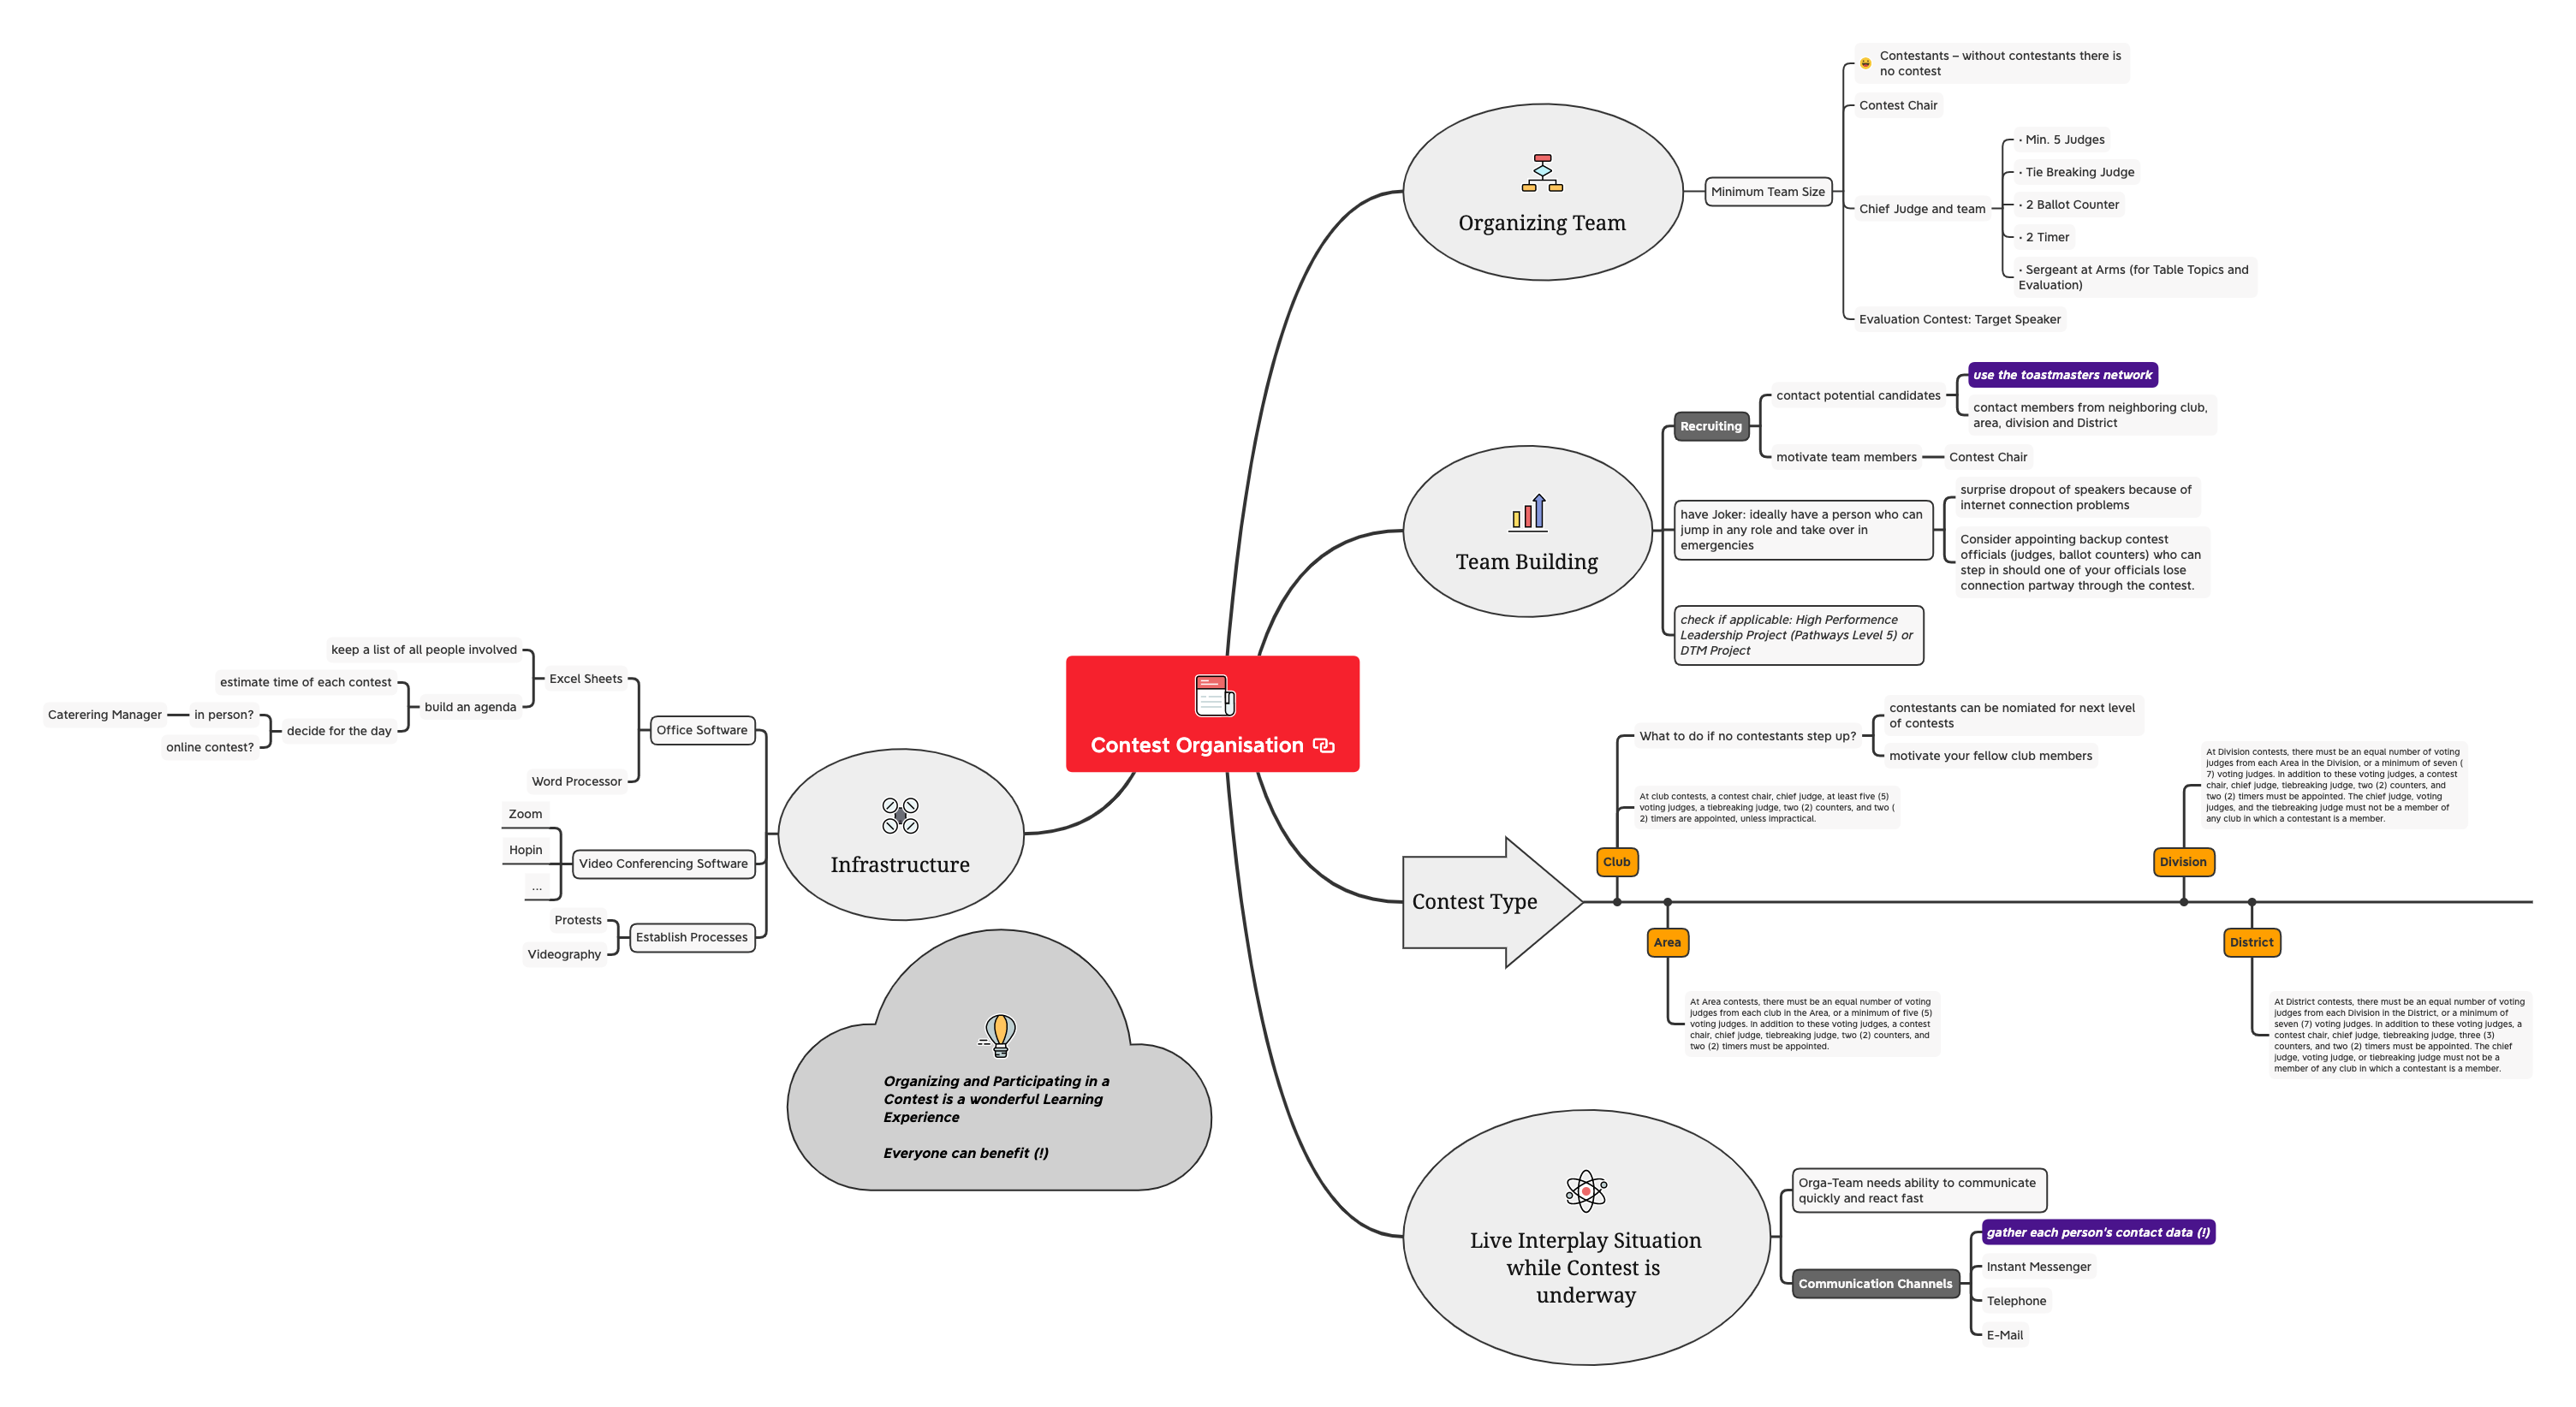 Contest Organisation
Organizing Team
Minimum Team Size
Contestants – without contestants there is
no contest
Contest Chair
Chief Judge and team
· Min. 5 Judges
· Tie Breaking Judge
· 2 Ballot Counter
· 2 Timer
· Sergeant at Arms (for Table Topics and
Evaluation)
Evaluation Contest: Target Speaker
Team Building
Recruiting
contact potential candidates
use the toastmasters network
contact members from neighboring club,
area, division and District
motivate team members
Contest Chair
have Joker: ideally have a person who can
jump in any role and take over in
emergencies
surprise dropout of speakers because of
internet connection problems
Consider appointing backup contest
officials (judges, ballot counters) who can
step in should one of your officials lose
connection partway through the contest.
check if applicable: High Performence
Leadership Project (Pathways Level 5) or
DTM Project
Contest Type
Club
What to do if no contestants step up?
contestants can be nomiated for next level
of contests
motivate your fellow club members
At club contests, a contest chair, chief judge, at least five (5)
voting judges, a tiebreaking judge, two (2) counters, and two (
2) timers are appointed, unless impractical.
Area
At Area contests, there must be an equal number of voting
judges from each club in the Area, or a minimum of five (5)
voting judges. In addition to these voting judges, a contest
chair, chief judge, tiebreaking judge, two (2) counters, and
two (2) timers must be appointed.
Division
At Division contests, there must be an equal number of voting
judges from each Area in the Division, or a minimum of seven (
7) voting judges. In addition to these voting judges, a contest
chair, chief judge, tiebreaking judge, two (2) counters, and
two (2) timers must be appointed. The chief judge, voting
judges, and the tiebreaking judge must not be a member of
any club in which a contestant is a member.
District
At District contests, there must be an equal number of voting
judges from each Division in the District, or a minimum of
seven (7) voting judges. In addition to these voting judges, a
contest chair, chief judge, tiebreaking judge, three (3)
counters, and two (2) timers must be appointed. The chief
judge, voting judge, or tiebreaking judge must not be a
member of any club in which a contestant is a member.
Live Interplay Situation
while Contest is
underway
Orga-Team needs ability to communicate
quickly and react fast
Communication Channels
gather each person's contact data (!)
Instant Messenger
Telephone
E-Mail
Infrastructure
Office Software
Excel Sheets
keep a list of all people involved
build an agenda
estimate time of each contest
decide for the day
in person?
Caterering Manager
online contest?
Word Processor
Video Conferencing Software
Zoom
Hopin
...
Establish Processes
Protests
Videography
Organizing and Participating in a
Contest is a wonderful Learning
Experience
Everyone can benefit (!)